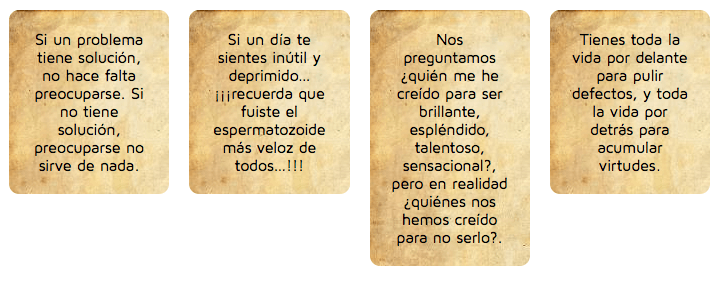 Si un problema
tiene solución,
no hace falta
preocuparse. Si
no tiene
solución,
preocuparse no
sirve de nada.
Si un día te
sientes inútil y
deprimido...
¡¡¡recuerda que
fuiste el
espermatozoide
más veloz de
todos...!!!
Nos
preguntamos
¿quién me he
creído para ser
brillante,
espléndido,
talentoso,
sensacional?,
pero en realidad
¿quiénes nos
hemos creído
para no serlo?.
Tienes toda la
vida por delante
para pulir
defectos, y toda
la vida por
detrás para
acumular
virtudes.